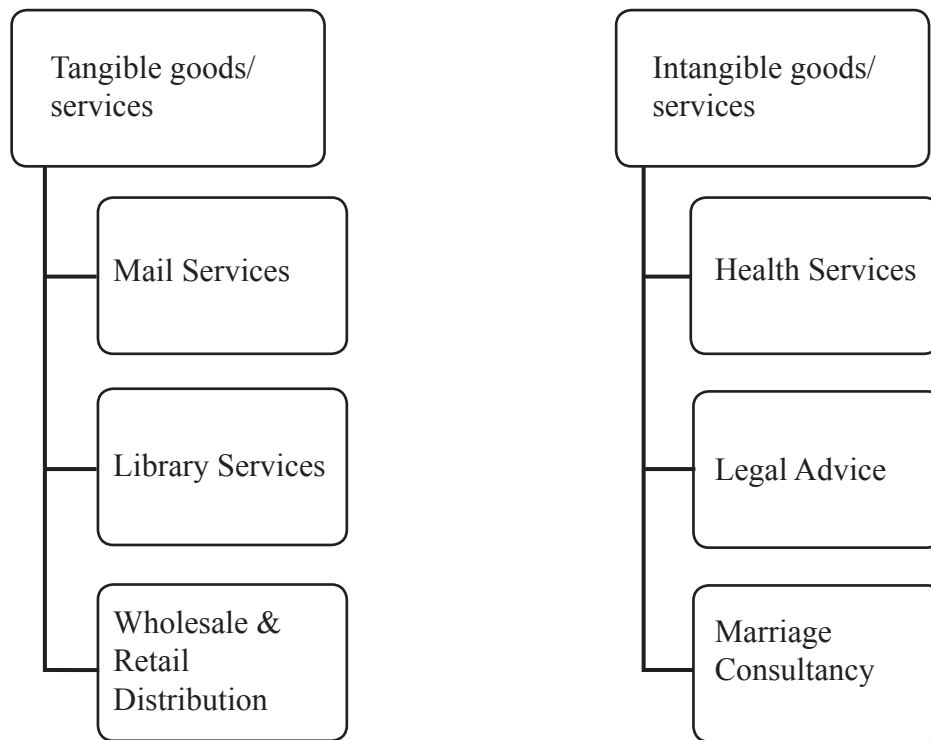 Tangible goods/
services
Mail Services
Library Services
Wholesale &
Retail
Distribution
Intangible goods/
services
Health Services
Legal Advice
Marriage
Consultancy